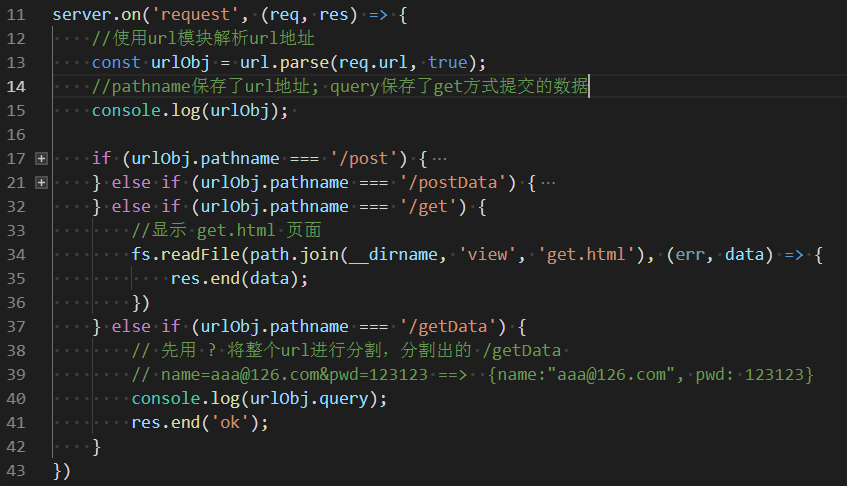 11 server.on('request', (req, res) => {
12 //使用url模块解析url地址
13 const urlObj = url.parse(req.url, true);
14 //pathname保存了url地址; query保存了get方式提交的数据
15 console.log(urlObj);
16
17 if (urlObj.pathname === '/post') {…
21 } else if (urlObj.pathname === '/postData') {…
32 } else if (urlObj.pathname === '/get') {
33 //显示 get.html 页面
34 fs.readFile(path.join(__dirname, 'view', 'get.html'), (err, data) => {
35 res.end(data);
36 })
37 } else if (urlObj.pathname === '/getData') {
38 // 先用 ? 将整个url进行分割，分割出的 /getData
39 // name=aaa@126.com&pwd=123123 ==> {name:"aaa@126.com", pwd: 123123}
40 console.log(urlObj.query);
41 res.end('ok');
42 }
43 })